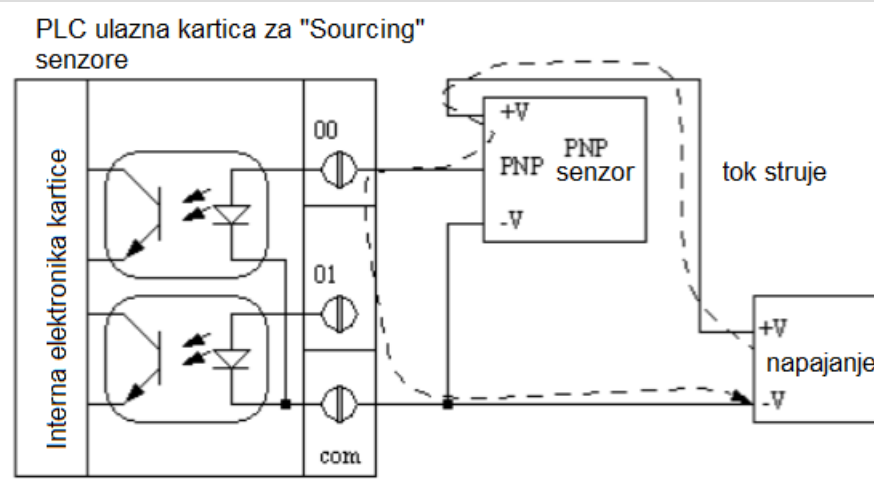 PLC ulazna kartica za "Sourcing"
senzore
Interna elektronika kartice
00
01
com
+V
PNP
PNP
senzor
-V
tok struje
+V
napajanje
-V